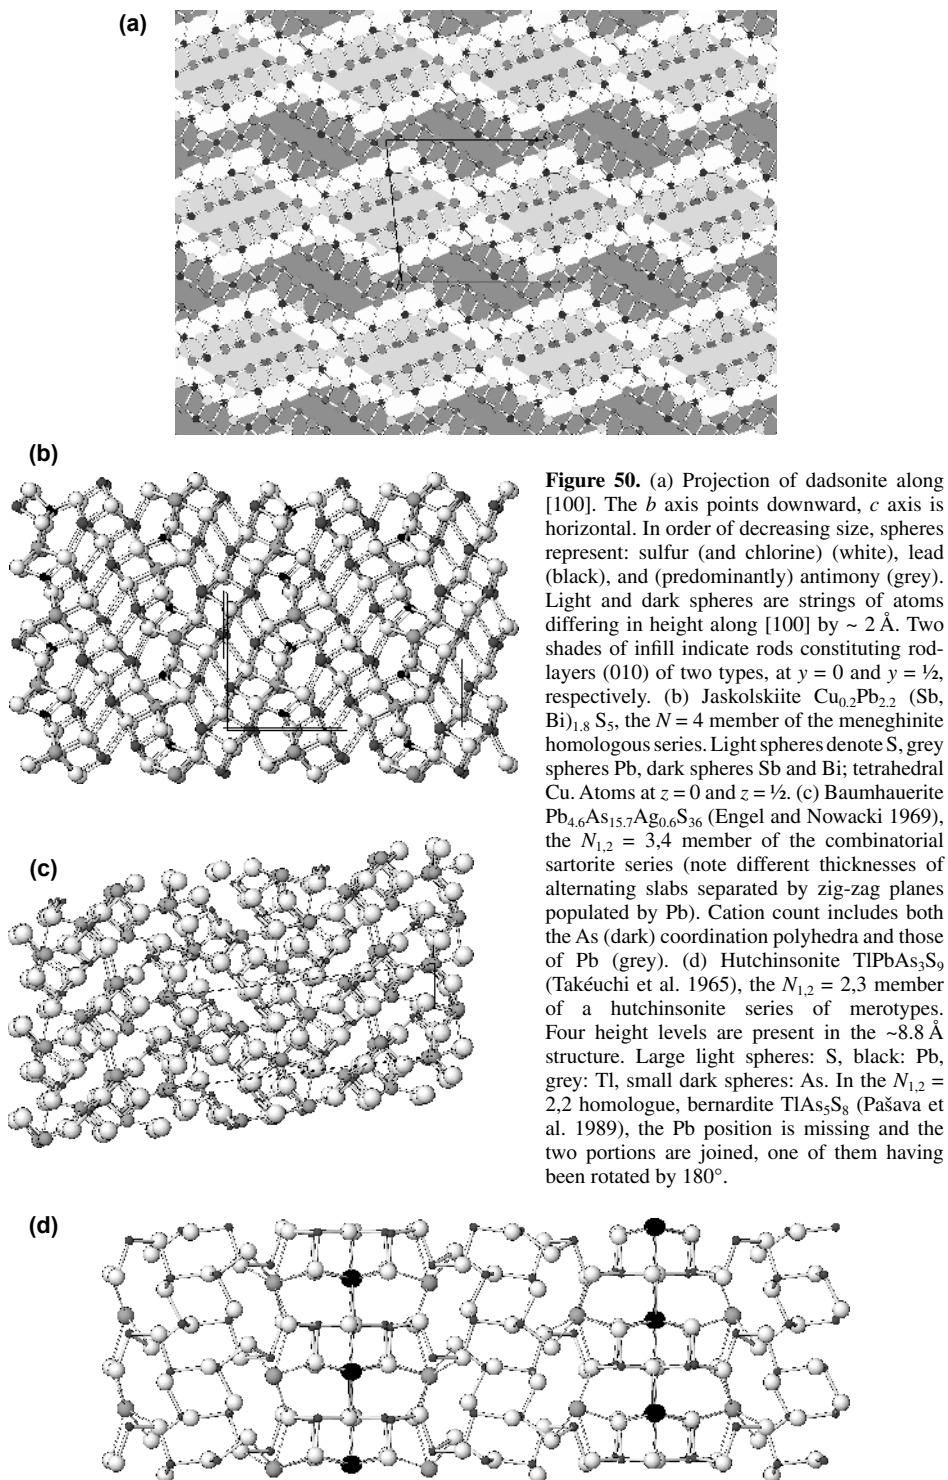 (a)
(b)
Figure 50. (a) Projection of dadsonite along
[100]. The b axis points downward, c axis is
horizontal. In order of decreasing size, spheres
represent: sulfur (and chlorine) (white), lead
(black), and (predominantly) antimony (grey).
Light and dark spheres are strings of atoms
differing in height along [100] by ~ 2 Å. Two
shades of infill indicate rods constituting rod-
layers (010) of two types, at y = 0 and y = ½,
respectively. (b) Jaskolskiite Cu₀.₂Pb₂.₂ (Sb,
Bi)₁.₈ S₅, the N = 4 member of the meneghinite
homologous series. Light spheres denote S, grey
spheres Pb, dark spheres Sb and Bi; tetrahedral
Cu. Atoms at z = 0 and z = ½. (c) Baumhauerite
Pb₄.₆As₁₅.₇Ag₀.₆S₃₆ (Engel and Nowacki 1969),
the N₁,₂ = 3,4 member of the combinatorial
sartorite series (note different thicknesses of
alternating slabs separated by zig-zag planes
populated by Pb). Cation count includes both
the As (dark) coordination polyhedra and those
of Pb (grey). (d) Hutchinsonite TlPbAs₃S₉
(Takéuchi et al. 1965), the N₁,₂ = 2,3 member
of a hutchinsonite series of merotypes.
Four height levels are present in the ~8.8 Å
structure. Large light spheres: S, black: Pb,
grey: Tl, small dark spheres: As. In the N₁,₂ =
2,2 homologue, bernardite TlAs₅S₈ (Pašava et
al. 1989), the Pb position is missing and the
two portions are joined, one of them having
been rotated by 180°.
(c)
(d)